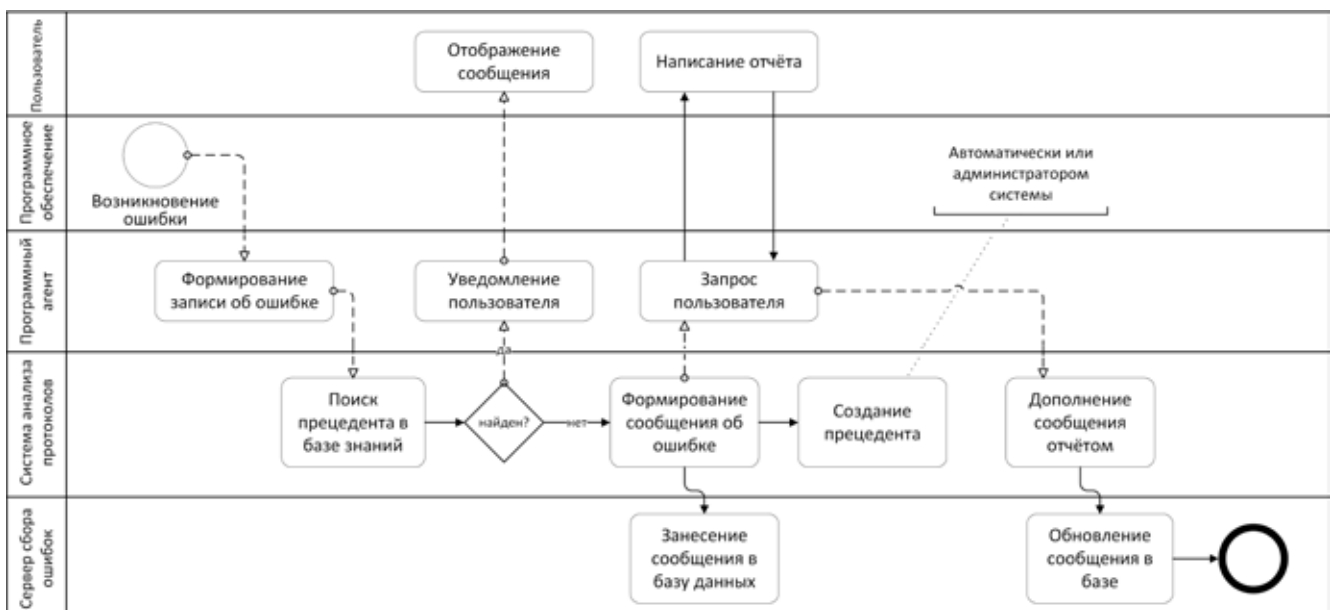 Пользователь
Отображение
сообщения
Написание отчёта
Программное
обеспечение
Возникновение
ошибки
Автоматически или
администратором
системы
Программный
агент
Формирование
записи об ошибке
Уведомление
пользователя
Запрос
пользователя
да
Система анализа
протоколов
Поиск
прецедента в
базе знаний
найден?
нет
Формирование
сообщения об
ошибке
Создание
прецедента
Дополнение
сообщения
отчётом
Сервер сбора
ошибок
Занесение
сообщения в
базу данных
Обновление
сообщения в
базе